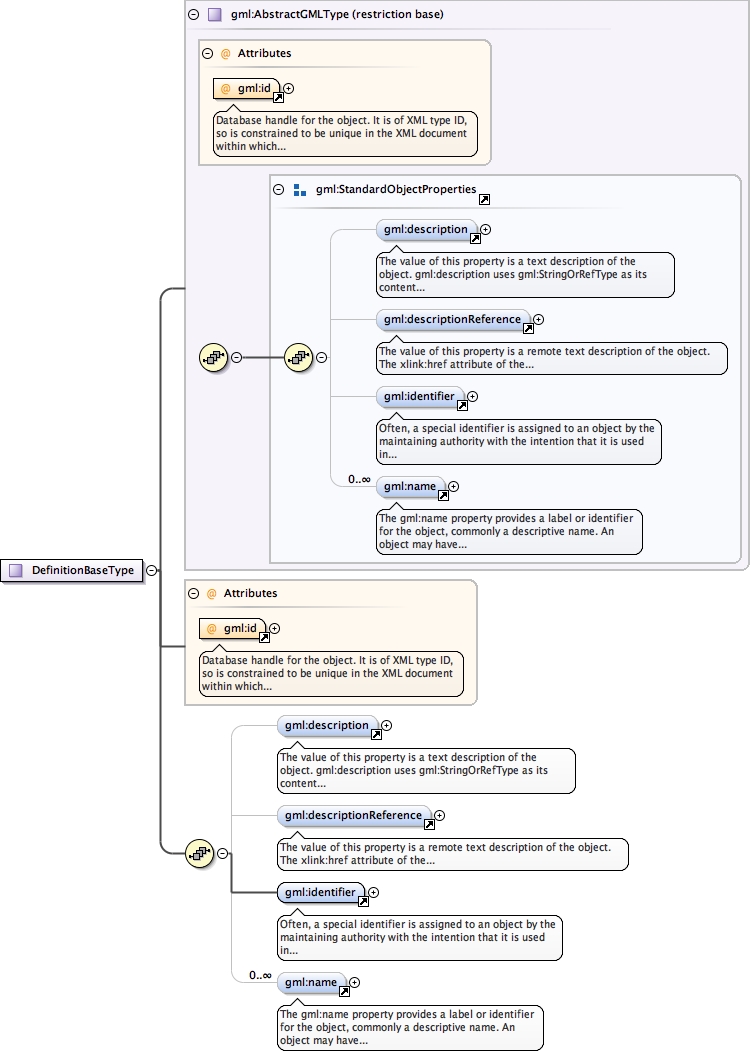 gml:AbstractGMLType (restriction base)
@ Attributes
@ gml:id
Database handle for the object. It is of XML type ID,
so is constrained to be unique in the XML document
within which...
gml:StandardObjectProperties
gml:description
The value of this property is a text description of the
object. gml:description uses gml:StringOrRefType as its
content...
gml:descriptionReference
The value of this property is a remote text description of the object.
The xlink:href attribute of the...
gml:identifier
Often, a special identifier is assigned to an object by the
maintaining authority with the intention that it is used
in...
0..∞
gml:name
The gml:name property provides a label or identifier
for the object, commonly a descriptive name. An
object may have...
DefinitionBaseType
@ Attributes
@ gml:id
Database handle for the object. It is of XML type ID,
so is constrained to be unique in the XML document
within which...
gml:description
The value of this property is a text description of the
object. gml:description uses gml:StringOrRefType as its
content...
gml:descriptionReference
The value of this property is a remote text description of the object.
The xlink:href attribute of the...
gml:identifier
Often, a special identifier is assigned to an object by the
maintaining authority with the intention that it is used
in...
0..∞
gml:name
The gml:name property provides a label or identifier
for the object, commonly a descriptive name. An
object may have...